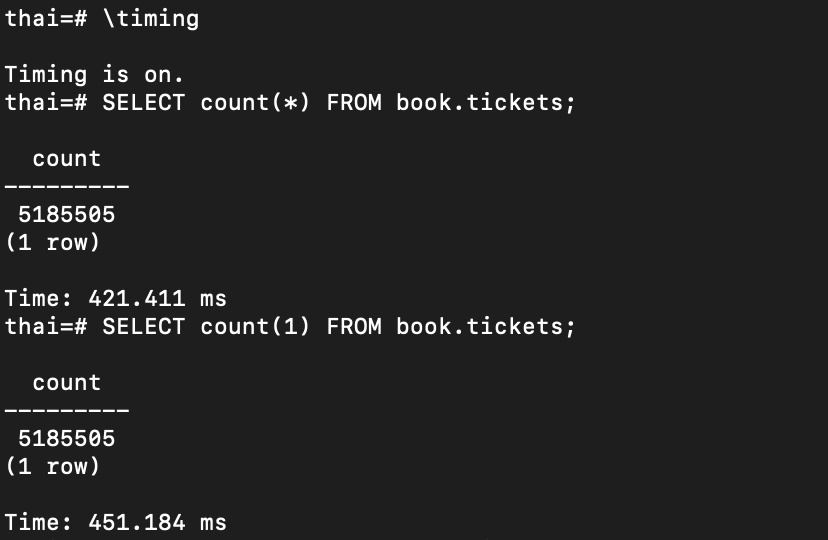 thai=# \timing
Timing is on.
thai=# SELECT count(*) FROM book.tickets;
  count
---------
 5185505
(1 row)
Time: 421.411 ms
thai=# SELECT count(1) FROM book.tickets;
  count
---------
 5185505
(1 row)
Time: 451.184 ms